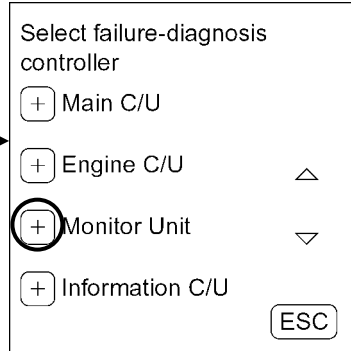 Select failure-diagnosis
controller
+ Main C/U
+ Engine C/U
+ Monitor Unit
+ Information C/U
ESC